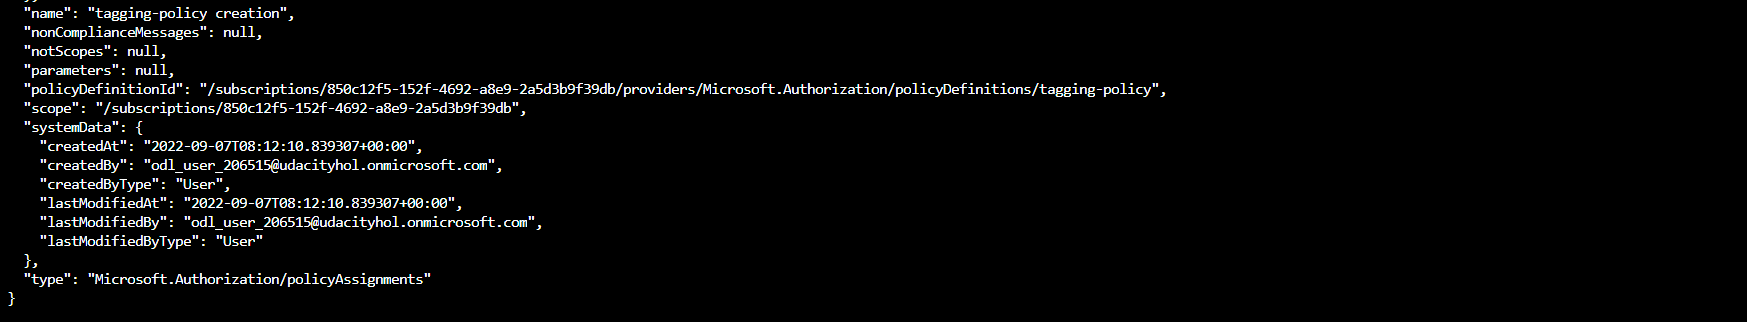 "name": "tagging-policy creation",
"nonComplianceMessages": null,
"notScopes": null,
"parameters": null,
"policyDefinitionId": "/subscriptions/850c12f5-152f-4692-a8e9-2a5d3b9f39db/providers/Microsoft.Authorization/policyDefinitions/tagging-policy",
"scope": "/subscriptions/850c12f5-152f-4692-a8e9-2a5d3b9f39db",
"systemData": {
"createdAt": "2022-09-07T08:12:10.839307+00:00",
"createdBy": "odl_user_206515@udacityhol.onmicrosoft.com",
"createdByType": "User",
"lastModifiedAt": "2022-09-07T08:12:10.839307+00:00",
"lastModifiedBy": "odl_user_206515@udacityhol.onmicrosoft.com",
"lastModifiedByType": "User"
},
"type": "Microsoft.Authorization/policyAssignments"
}